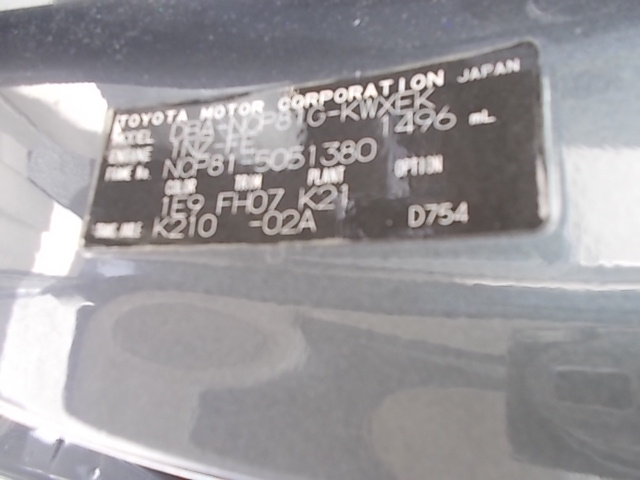 TOYOTA MOTOR CORPORATION JAPAN
MODEL DBA-NCP81G-KWXEK
ENGINE 1NZ-FE 1496 mL
FRAME No. NCP81-5051380
COLOR TRIM PLANT OPTION
1E9 FH07 K21
TRANS./AXLE K210 -02A D754